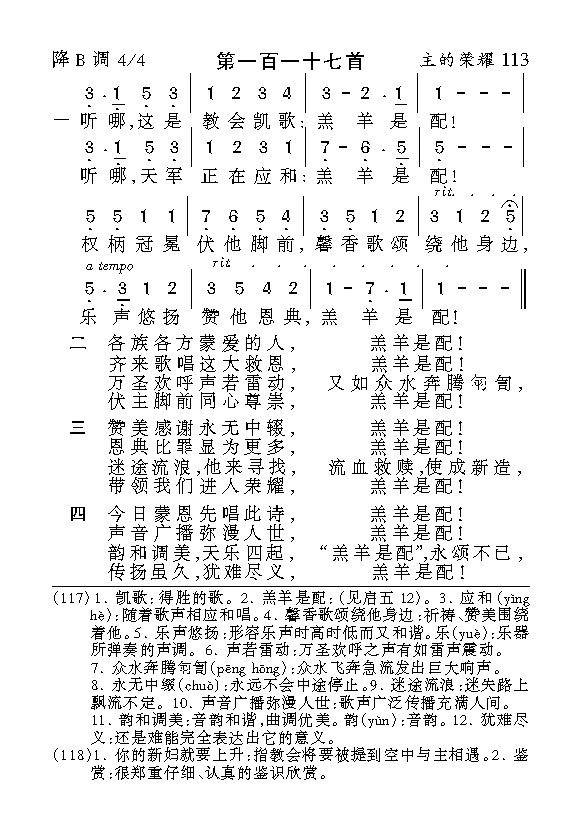 降B调 4/4 第一百一十七首 主的荣耀 113
3 . 1 5 3 | 1 2 3 4 | 3 - 2 . 1 | 1 - - - |
一 听哪,这是 教会凯歌:羔 羊 是 配!
3 . 1 5 3 | 1 2 3 1 | 7 - 6 . 5 | 5 - - - |
听哪,天军 正在应和:羔 羊 是 配!
rit. . . .
5 5 1 1 | 7 6 5 4 | 3 5 1 2 | 3 1 2 5 |
权柄冠冕 伏他脚前,馨香歌颂 绕他身边,
a tempo rit . . . . . . . . .
5 . 3 1 2 | 3 5 4 2 | 1 - 7 . 1 | 1 - - - ‖
乐 声悠扬 赞他恩典,羔 羊 是 配!
二 各族各方蒙爱的人, 羔羊是配!
齐来歌唱这大救恩, 羔羊是配!
万圣欢呼声若雷动, 又如众水奔腾匉訇,
伏主脚前同心尊崇, 羔羊是配!
三 赞美感谢永无中辍, 羔羊是配!
恩典比罪显为更多, 羔羊是配!
迷途流浪,他来寻找, 流血救赎,使成新造,
带领我们进入荣耀, 羔羊是配!
四 今日蒙恩先唱此诗, 羔羊是配!
声音广播弥漫人世, 羔羊是配!
韵和调美,天乐四起, “羔羊是配”,永颂不已,
传扬虽久,犹难尽义, 羔羊是配!
(117) 1. 凯歌:得胜的歌。2. 羔羊是配:(见启五 12)。3. 应和(yìng
hè):随着歌声相应和唱。4. 馨香歌颂绕他身边:祈祷、赞美围绕
着他。5. 乐声悠扬:形容乐声时高时低而又和谐。乐(yuè):乐器
所弹奏的声调。6. 声若雷动:万圣欢呼之声有如雷声震动。
7. 众水奔腾匉訇(pēng hōng):众水飞奔急流发出巨大响声。
8. 永无中辍(chuò):永远不会中途停止。9. 迷途流浪:迷失路上
飘流不定。10. 声音广播弥漫人世:歌声广泛传播充满人间。
11. 韵和调美:音韵和谐,曲调优美。韵(yùn):音韵。12. 犹难尽
义:还是难能完全表达出它的意义。
(118) 1. 你的新妇就要上升:指教会将要被提到空中与主相遇。2. 鉴
赏:很郑重仔细、认真的鉴识欣赏。